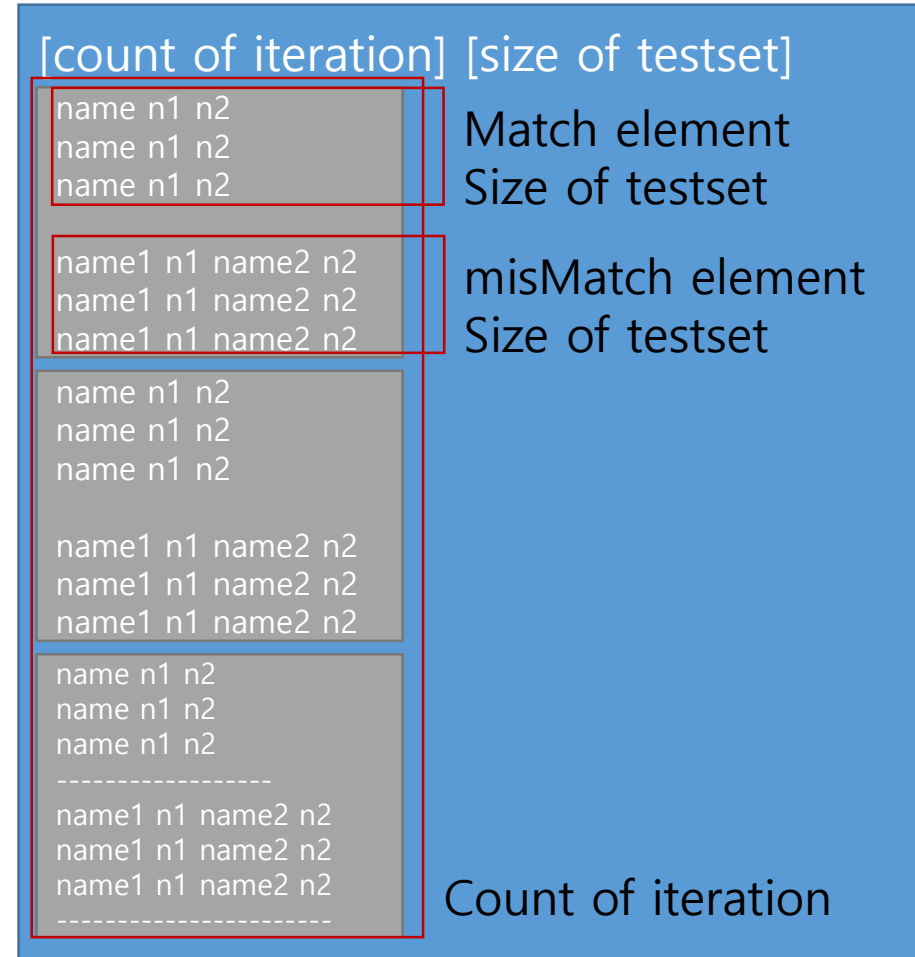 [count of iteration] [size of testset]
name n1 n2
name n1 n2
name n1 n2
Match element
Size of testset
name1 n1 name2 n2
name1 n1 name2 n2
name1 n1 name2 n2
misMatch element
Size of testset
name n1 n2
name n1 n2
name n1 n2
name1 n1 name2 n2
name1 n1 name2 n2
name1 n1 name2 n2
name n1 n2
name n1 n2
name n1 n2
------------------
name1 n1 name2 n2
name1 n1 name2 n2
name1 n1 name2 n2
-----------------------
Count of iteration